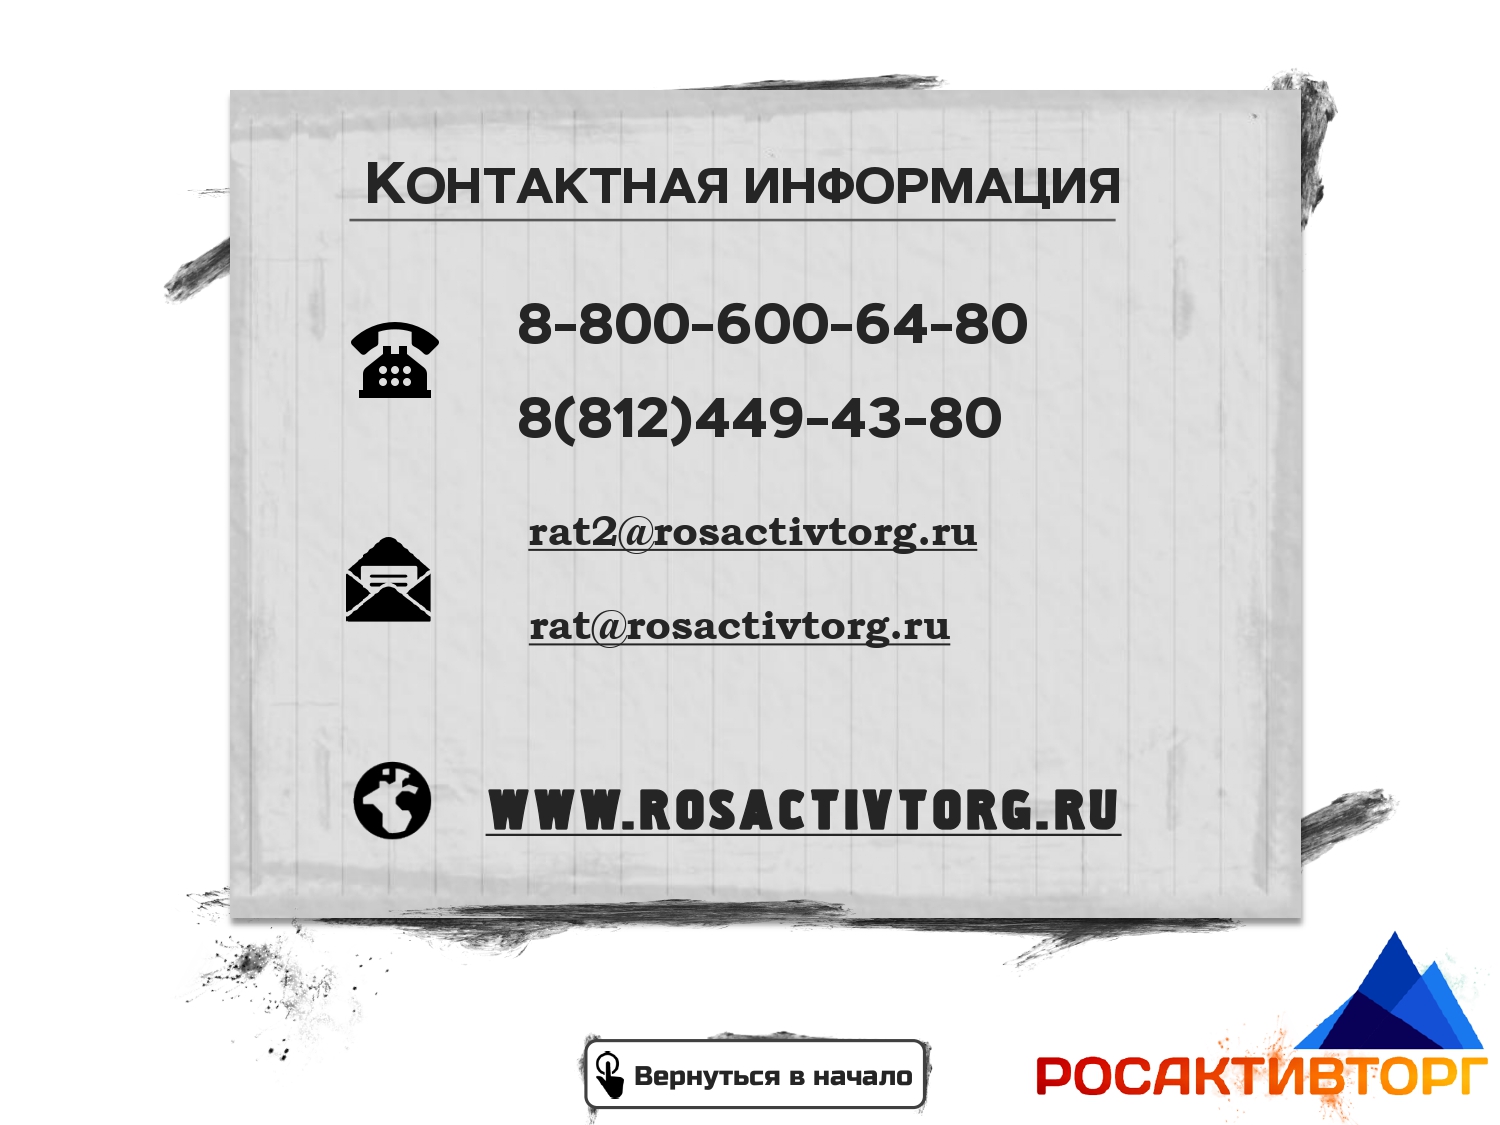 Контактная информация
8-800-600-64-80
8(812)449-43-80
rat2@rosactivtorg.ru
rat@rosactivtorg.ru
WWW.ROSACTIVTORG.RU
Вернуться в начало
РОСАКТИВТОРГ